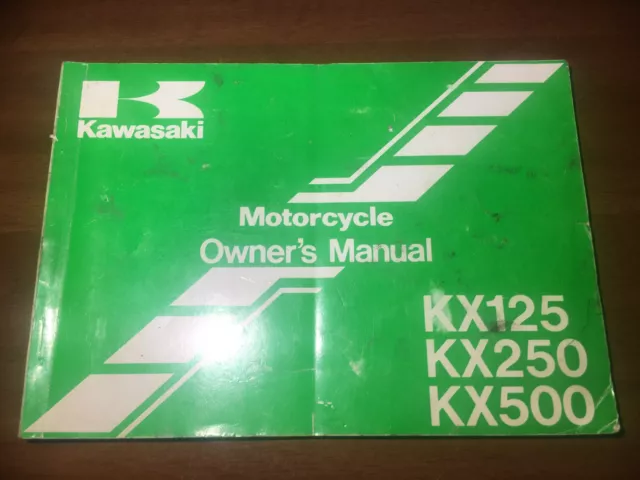 Kawasaki
Motorcycle
Owner's Manual
KX125
KX250
KX500